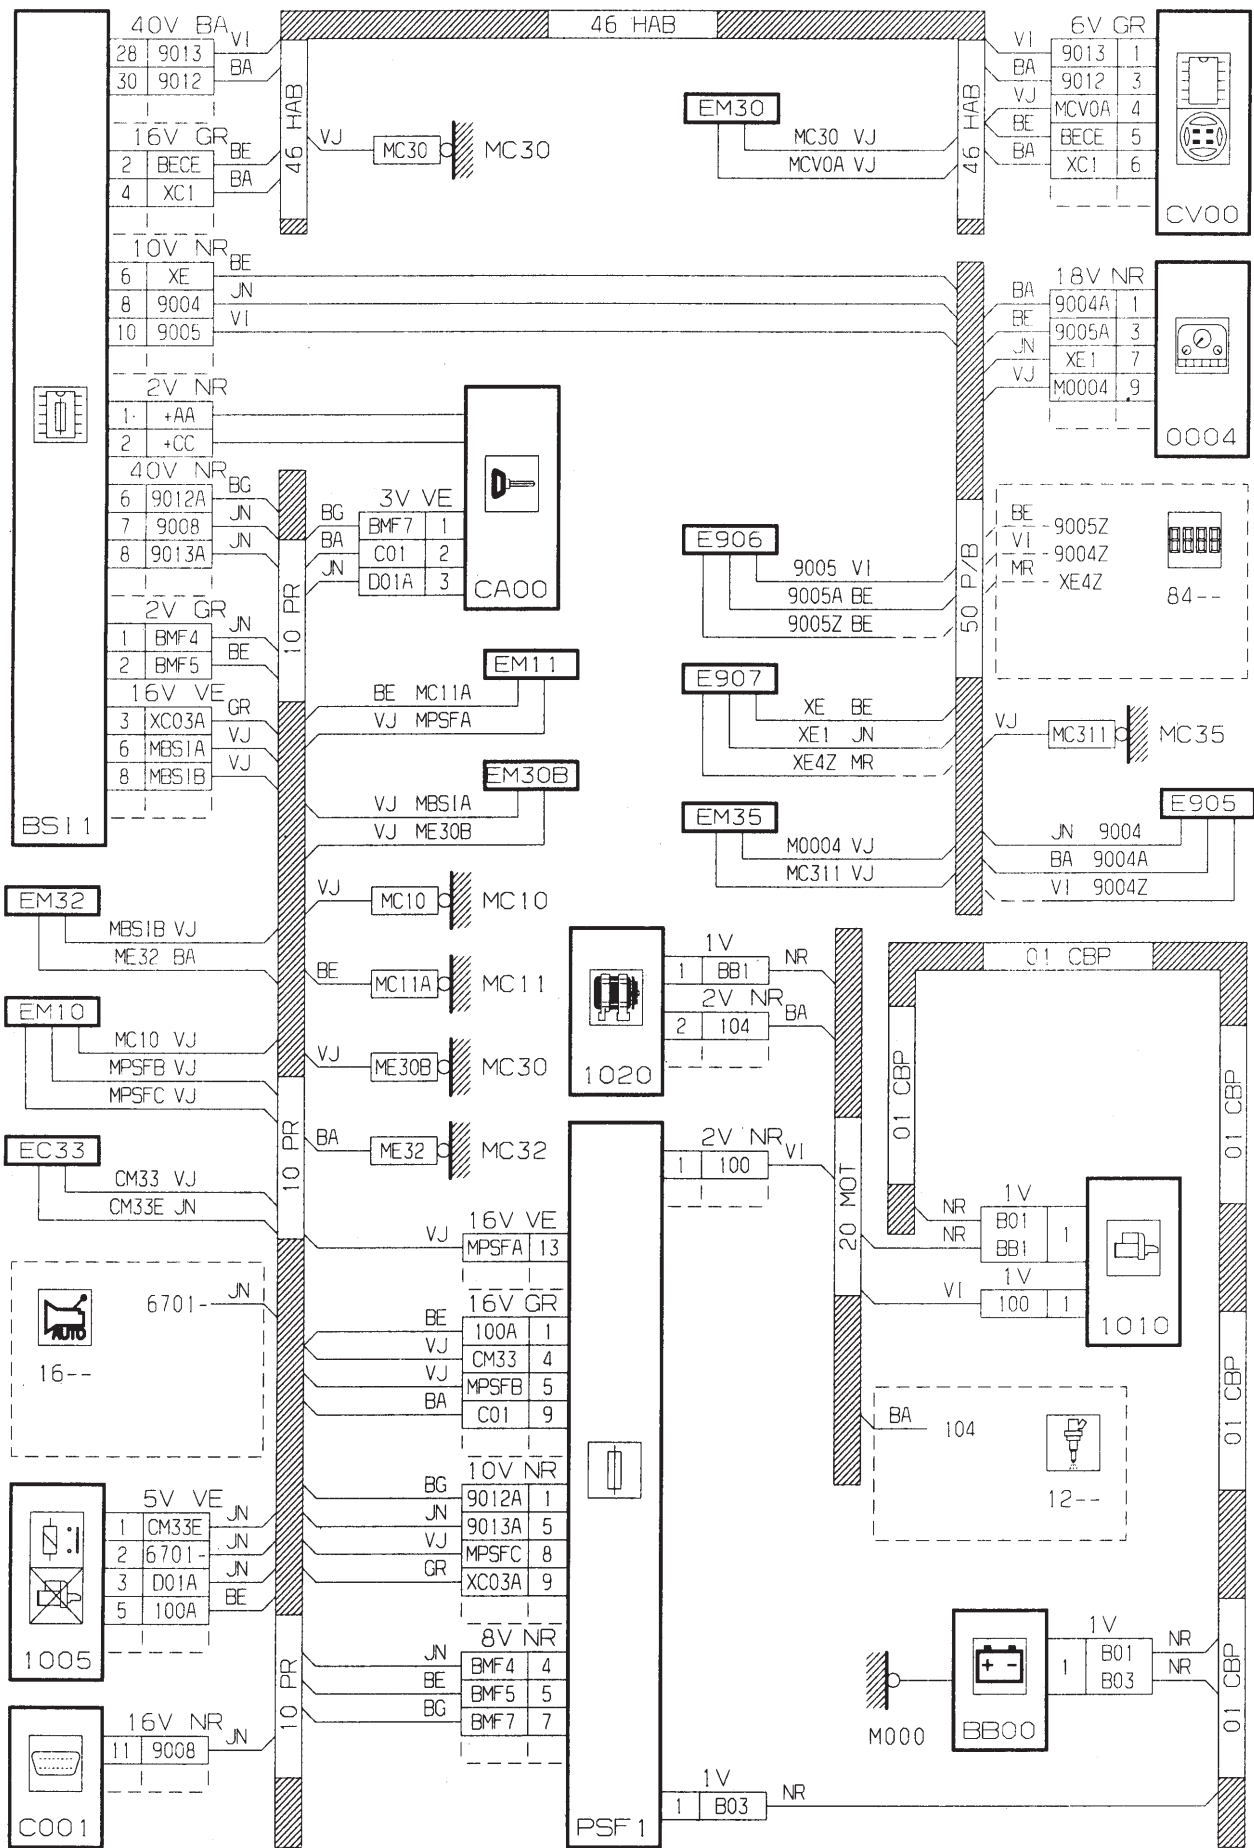 46 HAB
40V BA
28 9013 VI
30 9012 BA
16V GR
2 BECE BE
4 XC1 BA
10V NR
6 XE BE
8 9004 JN
10 9005 VI
2V NR
1 +AA
2 +CC
40V NR
6 9012A BG
7 9008 JN
8 9013A JN
2V GR
1 BMF4 JN
2 BMF5 BE
16V VE
3 XC03A GR
6 MBS1A VJ
8 MBS1B VJ
BSI1
46 HAB
VJ MC30 MC30
EM30
MC30 VJ
MCV0A VJ
46 HAB
6V GR
VI 9013 1
BA 9012 3
VJ MCV0A 4
BE BECE 5
BA XC1 6
CV00
18V NR
BA 9004A 1
BE 9005A 3
JN XE1 7
VJ M0004 9
0004
3V VE
BG BMF7 1
BA C01 2
JN D01A 3
CA00
10 PR
EM11
BE MC11A
VJ MPSFA
EM30B
VJ MBS1A
VJ ME30B
E906
9005 VI
9005A BE
9005Z BE
50 P/B
BE 9005Z
VI 9004Z
MR XE4Z
84--
E907
XE BE
XE1 JN
XE4Z MR
VJ MC311 MC35
EM35
M0004 VJ
MC311 VJ
E905
JN 9004
BA 9004A
VI 9004Z
EM32
MBS1B VJ
ME32 BA
VJ MC10 MC10
BE MC11A MC11
EM10
MC10 VJ
MPSFB VJ
MPSFC VJ
VJ ME30B MC30
BA ME32 MC32
10 PR
EC33
CM33 VJ
CM33E JN
1V
1 BB1 NR
2V NR
2 104 BA
1020
2V NR
1 100 VI
20 MOT
01 CBP
01 CBP
01 CBP
01 CBP
01 CBP
1V
NR B01
NR BB1 1
1V
VI 100 1
1010
16V VE
VJ MPSFA 13
16V GR
BE 100A 1
VJ CM33 4
VJ MPSFB 5
BA C01 9
10V NR
BG 9012A 1
JN 9013A 5
VJ MPSFC 8
GR XC03A 9
8V NR
JN BMF4 4
BE BMF5 5
BG BMF7 7
PSF1
1V
1 B03 NR
AUTO
6701- JN
16--
BA 104
12--
5V VE
1 CM33E JN
2 6701- JN
3 D01A JN
5 100A BE
1005
10 PR
16V NR
11 9008 JN
C001
M000
1V
1 B01 NR
B03 NR
+ -
BB00